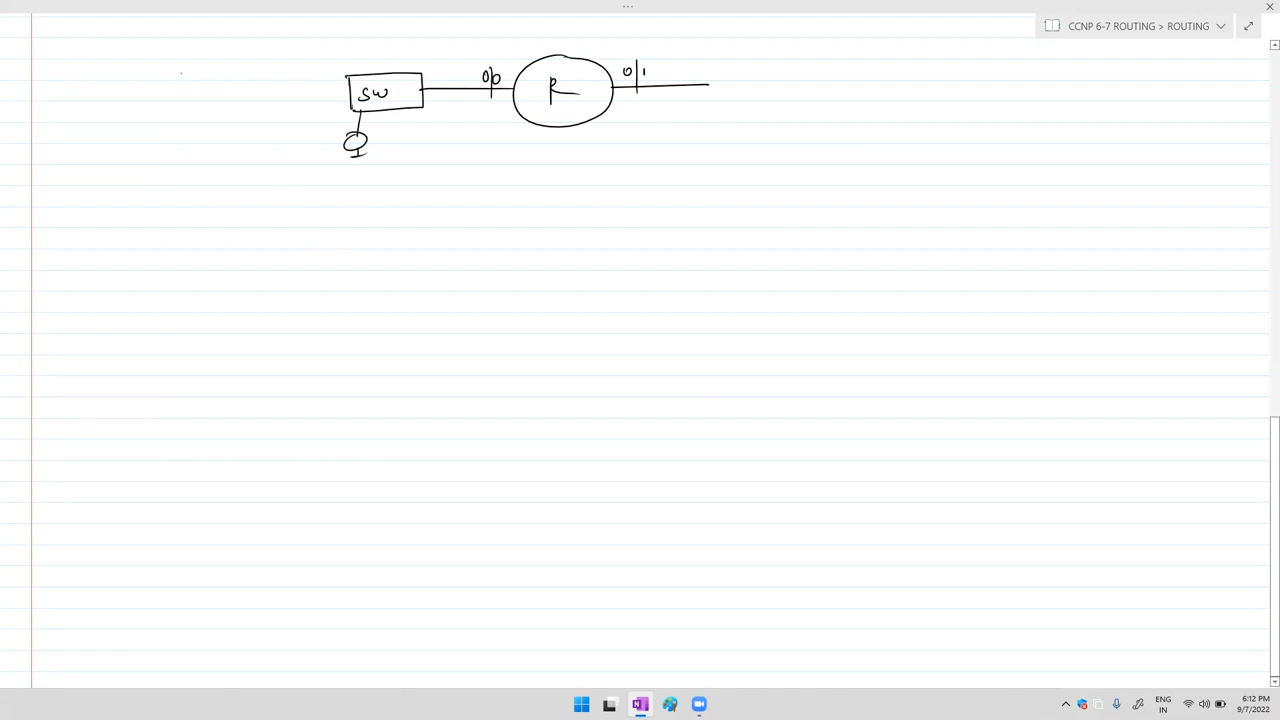 CCNP 6-7 ROUTING > ROUTING
SW
0/0
R
0/1
ENG
IN
6:12 PM
9/7/2022